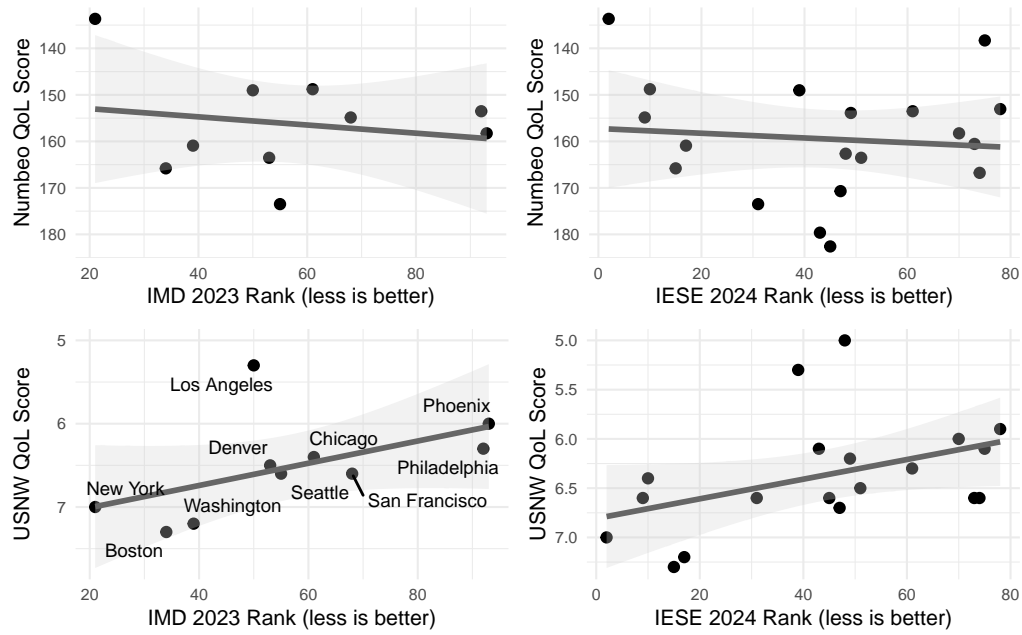 140
150
160
170
180
Numbeo QoL Score
20
40
60
80
IMD 2023 Rank (less is better)
140
150
160
170
180
Numbeo QoL Score
0
20
40
60
80
IESE 2024 Rank (less is better)
5
6
7
USNW QoL Score
Los Angeles
Phoenix
Denver
Chicago
Philadelphia
New York
Seattle
San Francisco
Washington
Boston
20
40
60
80
IMD 2023 Rank (less is better)
5.0
5.5
6.0
6.5
7.0
USNW QoL Score
0
20
40
60
80
IESE 2024 Rank (less is better)